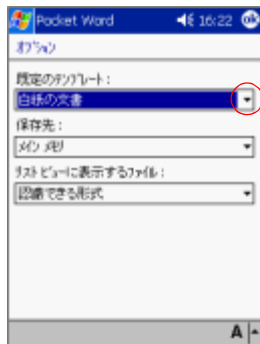 Pocket Word 16:22 ok
オプション
既定のテンプレート：
白紙の文書
保存先：
メイン メモリ
リスト ビューに表示するファイル：
認識できる形式
A